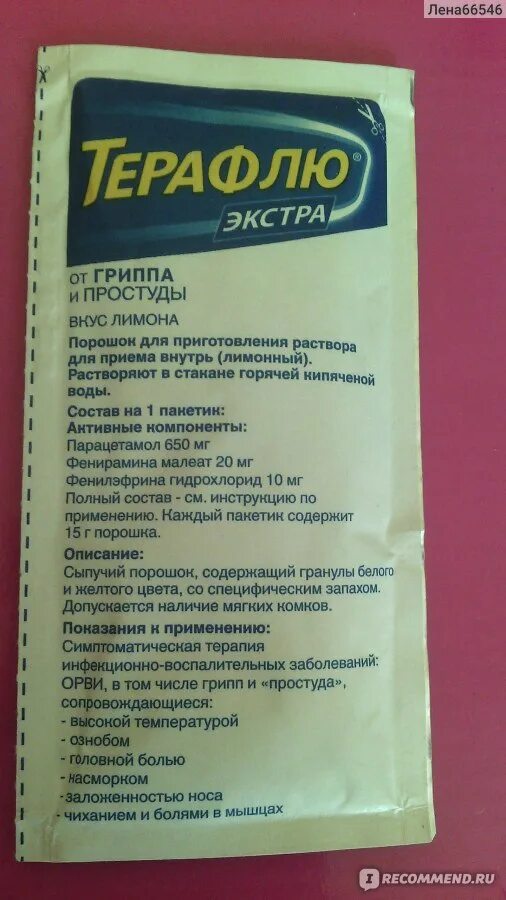 Лена66546
ТЕРАФЛЮ®
ЭКСТРА
от ГРИППА
и ПРОСТУДЫ
ВКУС ЛИМОНА
Порошок для приготовления раствора
для приема внутрь (лимонный).
Растворяют в стакане горячей кипяченой
воды.
Состав на 1 пакетик:
Активные компоненты:
Парацетамол 650 мг
Фенирамина малеат 20 мг
Фенилэфрина гидрохлорид 10 мг
Полный состав - см. инструкцию по
применению. Каждый пакетик содержит
15 г порошка.
Описание:
Сыпучий порошок, содержащий гранулы белого
и желтого цвета, со специфическим запахом.
Допускается наличие мягких комков.
Показания к применению:
Симптоматическая терапия
инфекционно-воспалительных заболеваний:
ОРВИ, в том числе грипп и «простуда»,
сопровождающиеся:
- высокой температурой
- ознобом
- головной болью
- насморком
- заложенностью носа
- чиханием и болями в мышцах
IRECOMMEND.RU